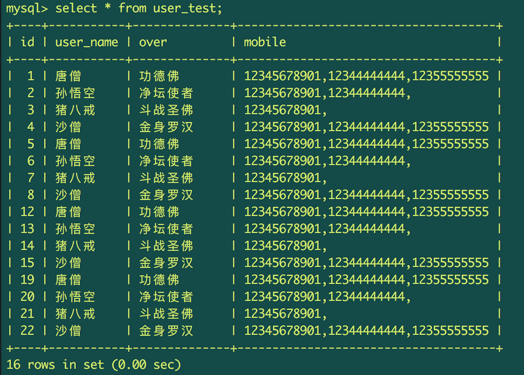 mysql> select * from user_test;
+----+-----------+--------------+-------------------------------------+
| id | user_name | over | mobile |
+----+-----------+--------------+-------------------------------------+
| 1 | 唐僧 | 功德佛 | 12345678901,12344444444,12355555555 |
| 2 | 孙悟空 | 净坛使者 | 12345678901,12344444444, |
| 3 | 猪八戒 | 斗战圣佛 | 12345678901, |
| 4 | 沙僧 | 金身罗汉 | 12345678901,12344444444,12355555555 |
| 5 | 唐僧 | 功德佛 | 12345678901,12344444444,12355555555 |
| 6 | 孙悟空 | 净坛使者 | 12345678901,12344444444, |
| 7 | 猪八戒 | 斗战圣佛 | 12345678901, |
| 8 | 沙僧 | 金身罗汉 | 12345678901,12344444444,12355555555 |
| 12 | 唐僧 | 功德佛 | 12345678901,12344444444,12355555555 |
| 13 | 孙悟空 | 净坛使者 | 12345678901,12344444444, |
| 14 | 猪八戒 | 斗战圣佛 | 12345678901, |
| 15 | 沙僧 | 金身罗汉 | 12345678901,12344444444,12355555555 |
| 19 | 唐僧 | 功德佛 | 12345678901,12344444444,12355555555 |
| 20 | 孙悟空 | 净坛使者 | 12345678901,12344444444, |
| 21 | 猪八戒 | 斗战圣佛 | 12345678901, |
| 22 | 沙僧 | 金身罗汉 | 12345678901,12344444444,12355555555 |
+----+-----------+--------------+-------------------------------------+
16 rows in set (0.00 sec)